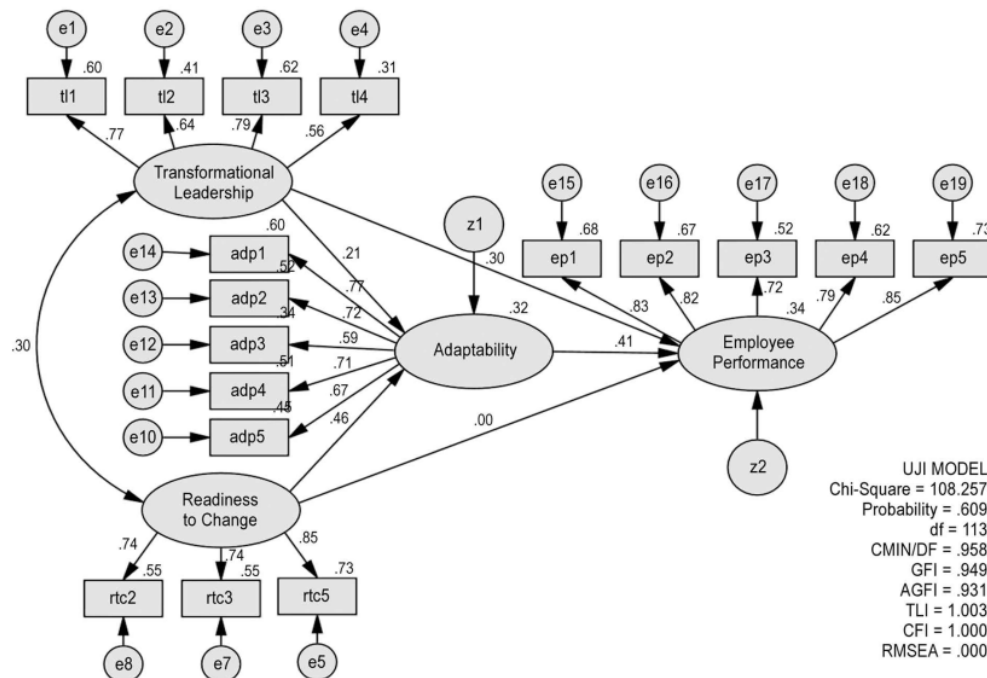 e1
e2
e3
e4
.60
.41
.62
.31
tl1
tl2
tl3
tl4
.77
.64
.79
.56
Transformational
Leadership
e15
e16
e17
e18
e19
.68
.67
.52
.62
.73
ep1
ep2
ep3
ep4
ep5
z1
.30
.21
.60
e14
adp1
.52
e13
adp2
.34
e12
adp3
.51
e11
adp4
.45
e10
adp5
.77
.72
.59
.71
.67
.46
.32
Adaptability
.41
.83
.82
.72
.79
.85
.34
Employee
Performance
.30
.00
z2
Readiness
to Change
.74
.74
.85
.55
.55
.73
rtc2
rtc3
rtc5
e8
e7
e5
UJI MODEL
Chi-Square = 108.257
Probability = .609
df = 113
CMIN/DF = .958
GFI = .949
AGFI = .931
TLI = 1.003
CFI = 1.000
RMSEA = .000